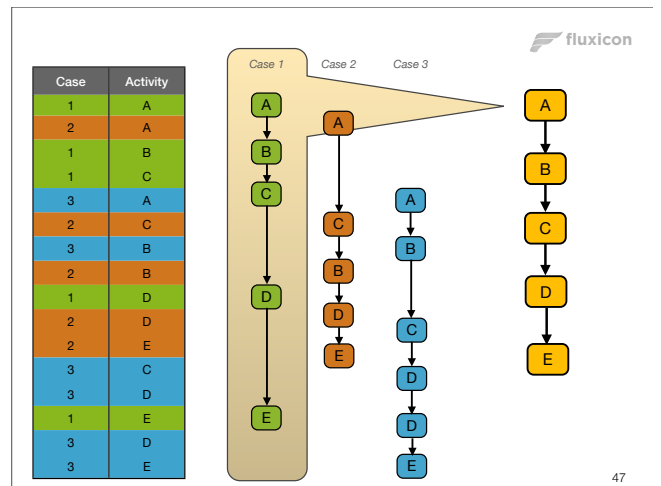 fluxicon
Case 1 Case 2 Case 3
Case Activity
1 A
2 A
1 B
1 C
3 A
2 C
3 B
2 B
1 D
2 D
2 E
3 C
3 D
1 E
3 D
3 E
A
B
C
D
E
A
C
B
D
E
A
B
C
D
D
E
A
B
C
D
E
47